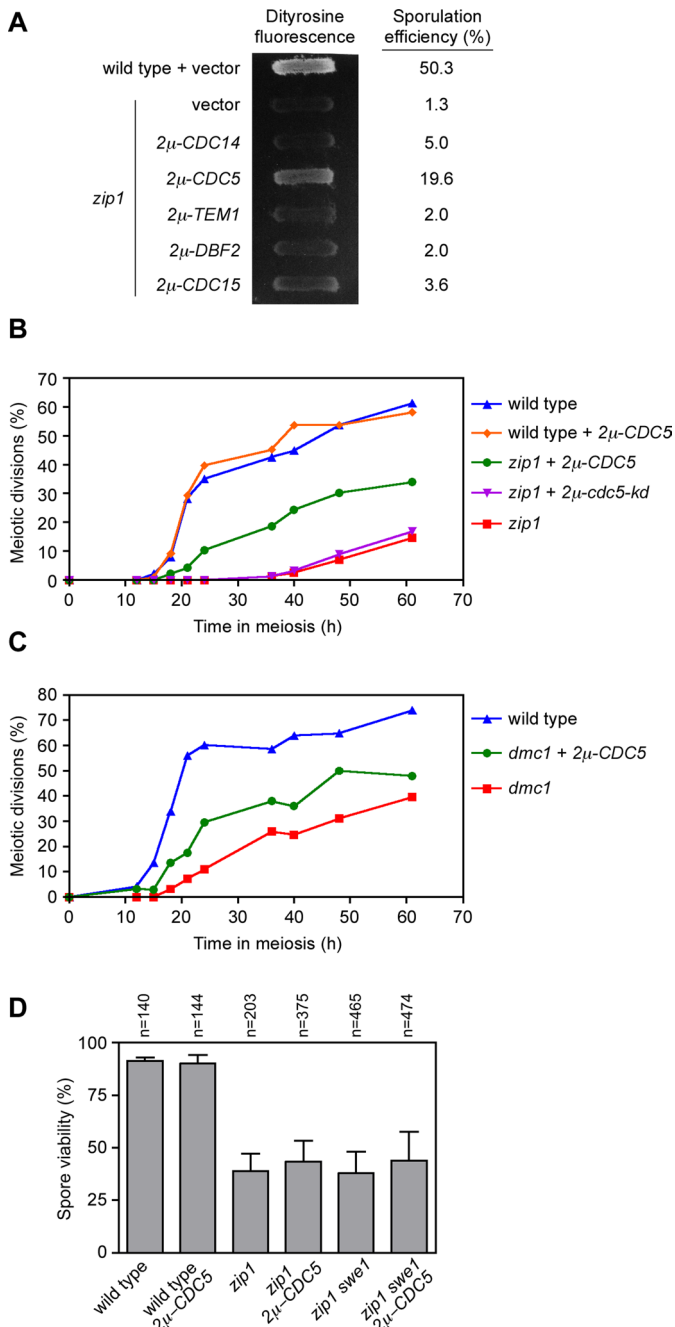 A
Dityrosine
fluorescence
Sporulation
efficiency (%)
wild type + vector 50.3
zip1
vector 1.3
2μ-CDC14 5.0
2μ-CDC5 19.6
2μ-TEM1 2.0
2μ-DBF2 2.0
2μ-CDC15 3.6
B
Meiotic divisions (%)
70
60
50
40
30
20
10
0
0 10 20 30 40 50 60 70
Time in meiosis (h)
wild type
wild type + 2μ-CDC5
zip1 + 2μ-CDC5
zip1 + 2μ-cdc5-kd
zip1
C
Meiotic divisions (%)
80
70
60
50
40
30
20
10
0
0 10 20 30 40 50 60 70
Time in meiosis (h)
wild type
dmc1 + 2μ-CDC5
dmc1
D
n=140
n=144
n=203
n=375
n=465
n=474
Spore viability (%)
100
75
50
25
0
wild type
wild type
2μ–CDC5
zip1
zip1
2μ–CDC5
zip1 swe1
zip1 swe1
2μ–CDC5